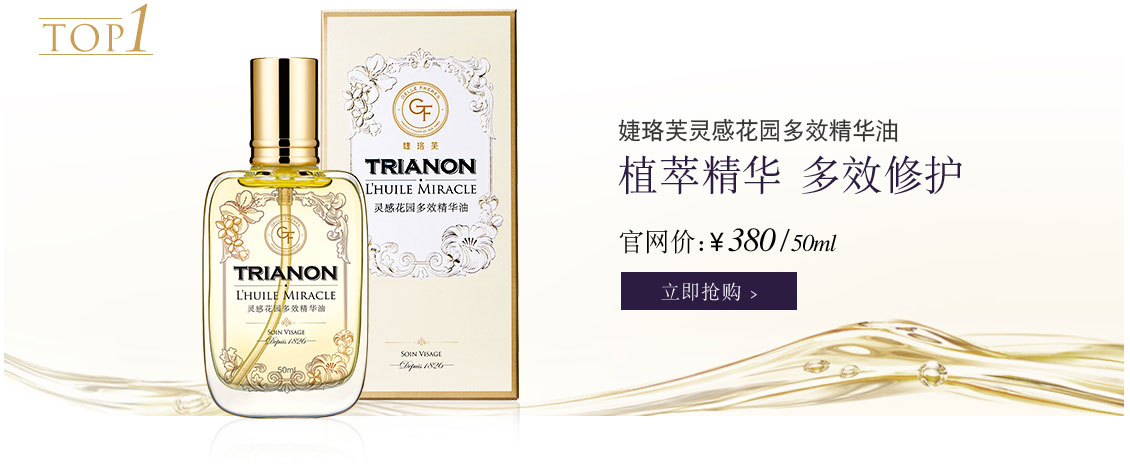 TOP1
GELLE FRERES
GF
婕珞芙
TRIANON
L'HUILE MIRACLE
灵感花园多效精华油
SOIN VISAGE
Depuis 1826
GF
TRIANON
L'HUILE MIRACLE
灵感花园多效精华油
SOIN VISAGE
Depuis 1826
50ml
婕珞芙灵感花园多效精华油
植萃精华 多效修护
官网价:¥380/50ml
立即抢购 >